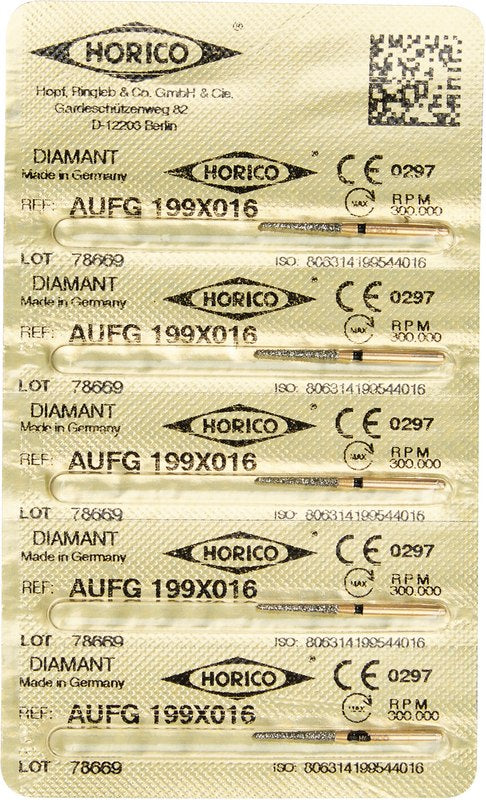 HORICO ®
Hopf, Ringleb & Co. GmbH & Cie.
Gardeschützenweg 82
D-12203 Berlin
DIAMANT
Made in Germany
HORICO ®
CE 0297
REF: AUFG 199X016
MAX RPM
300.000
LOT 78669 ISO: 806314199544016
DIAMANT
Made in Germany
HORICO ®
CE 0297
REF: AUFG 199X016
MAX RPM
300.000
LOT 78669 ISO: 806314199544016
DIAMANT
Made in Germany
HORICO ®
CE 0297
REF: AUFG 199X016
MAX RPM
300.000
LOT 78669 ISO: 806314199544016
DIAMANT
Made in Germany
HORICO ®
CE 0297
REF: AUFG 199X016
MAX RPM
300.000
LOT 78669 ISO: 806314199544016
DIAMANT
Made in Germany
HORICO ®
CE 0297
REF: AUFG 199X016
MAX RPM
300.000
LOT 78669 ISO: 806314199544016